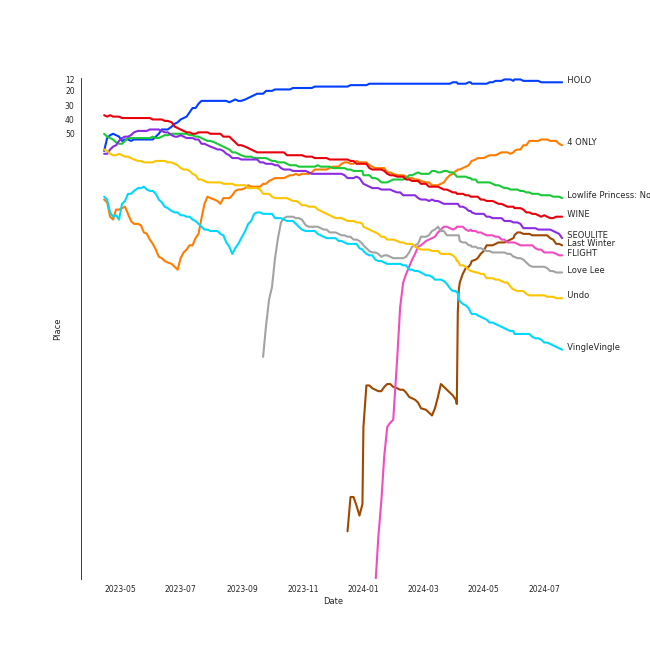 12
20
30
40
50
Place
HOLO
4 ONLY
Lowlife Princess: No
WINE
SEOULITE
Last Winter
FLIGHT
Love Lee
Undo
VingleVingle
2023-05 2023-07 2023-09 2023-11 2024-01 2024-03 2024-05 2024-07
Date